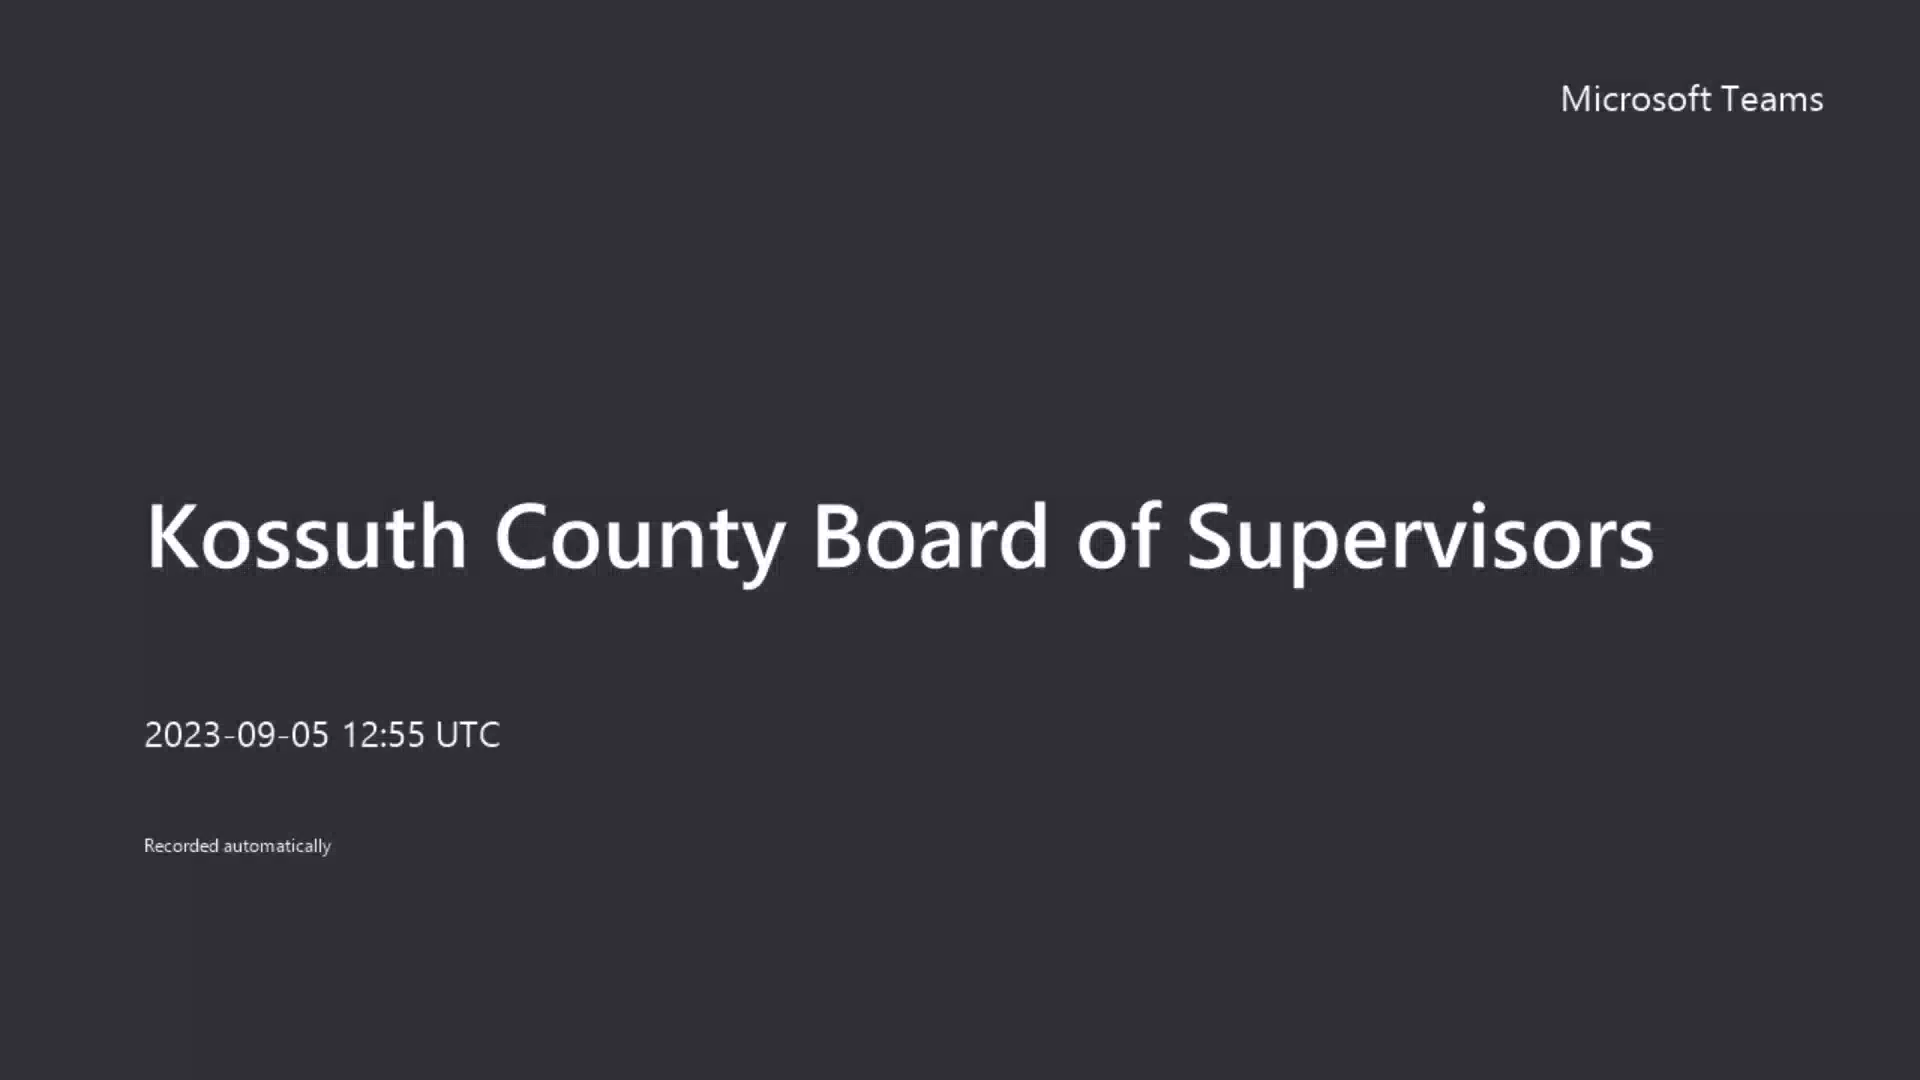 Microsoft Teams
Kossuth County Board of Supervisors
2023-09-05 12:55 UTC
Recorded automatically